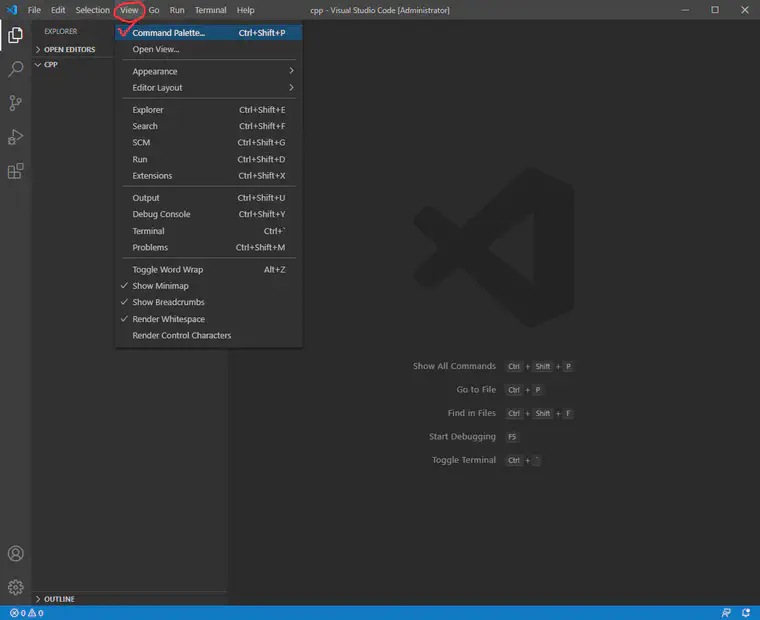 File Edit Selection View Go Run Terminal Help cpp - Visual Studio Code [Administrator]
EXPLORER
OPEN EDITORS
CPP
Command Palette... Ctrl+Shift+P
Open View...
Appearance
Editor Layout
Explorer Ctrl+Shift+E
Search Ctrl+Shift+F
SCM Ctrl+Shift+G
Run Ctrl+Shift+D
Extensions Ctrl+Shift+X
Output Ctrl+Shift+U
Debug Console Ctrl+Shift+Y
Terminal Ctrl+`
Problems Ctrl+Shift+M
Toggle Word Wrap Alt+Z
Show Minimap
Show Breadcrumbs
Render Whitespace
Render Control Characters
Show All Commands Ctrl + Shift + P
Go to File Ctrl + P
Find in Files Ctrl + Shift + F
Start Debugging F5
Toggle Terminal Ctrl + `
OUTLINE
0 0